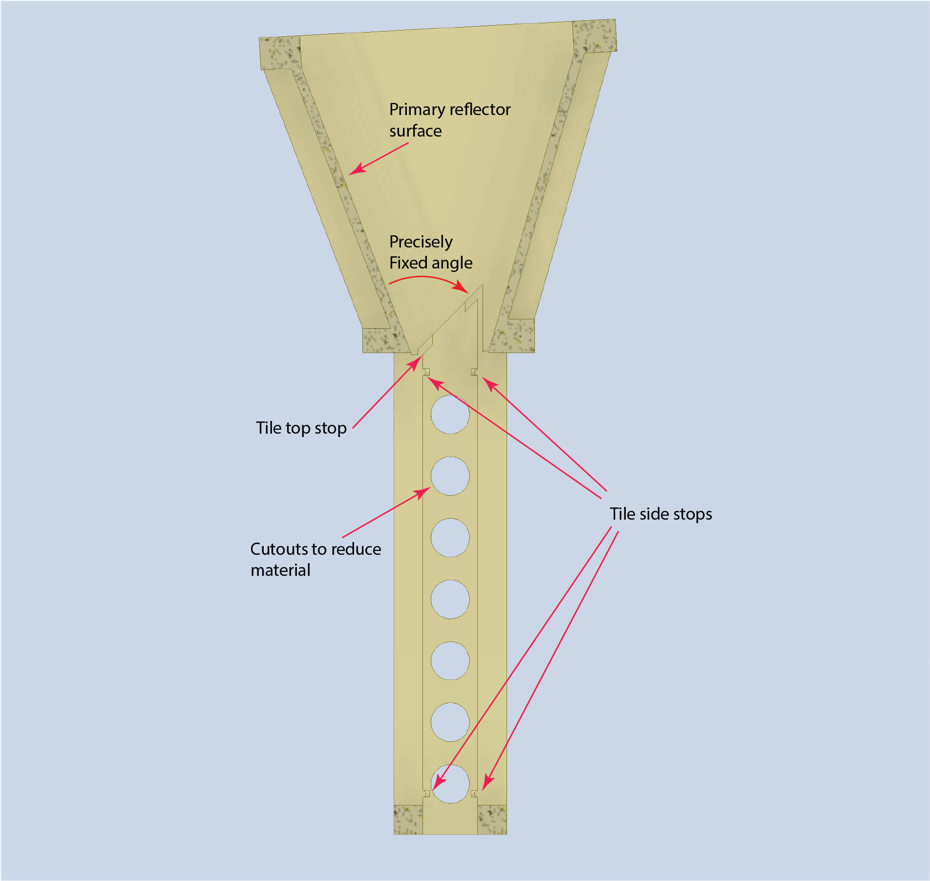 Primary reflector
surface
Precisely
Fixed angle
Tile top stop
Tile side stops
Cutouts to reduce
material